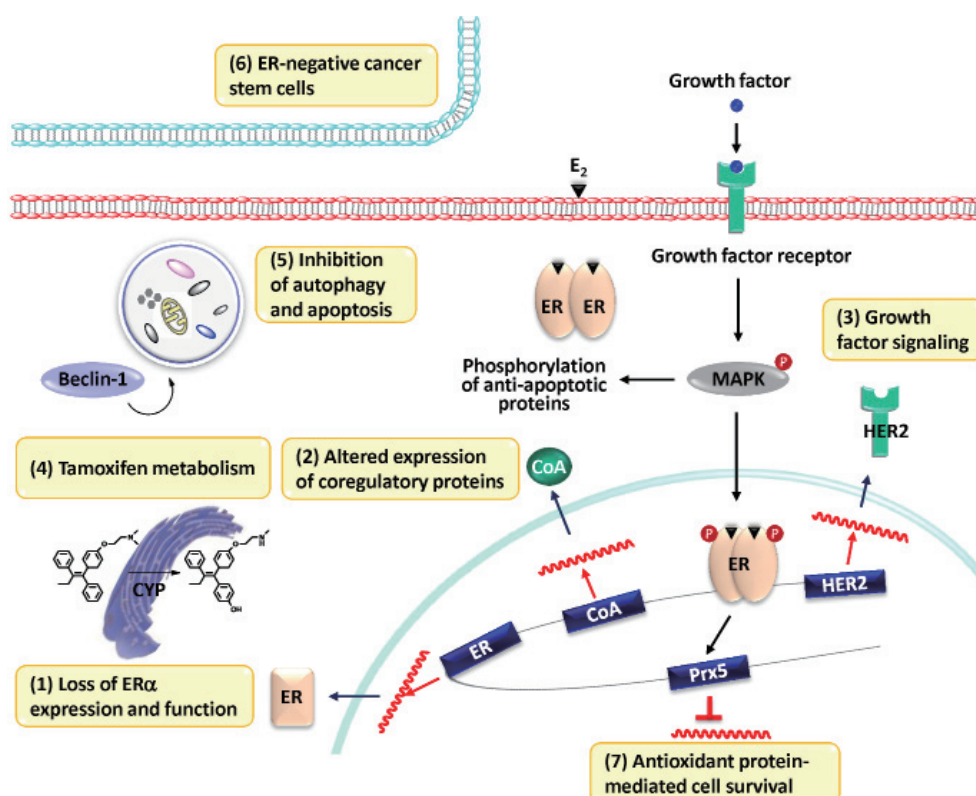 (6) ER-negative cancer
stem cells
Growth factor
E2
Growth factor receptor
(5) Inhibition
of autophagy
and apoptosis
ER
ER
(3) Growth
factor signaling
Beclin-1
Phosphorylation
of anti-apoptotic
proteins
MAPK
P
HER2
(4) Tamoxifen metabolism
(2) Altered expression
of coregulatory proteins
CoA
N
O
CYP
O
NH
OH
P
P
ER
HER2
CoA
ER
Prx5
(1) Loss of ERα
expression and function
ER
(7) Antioxidant protein-
mediated cell survival